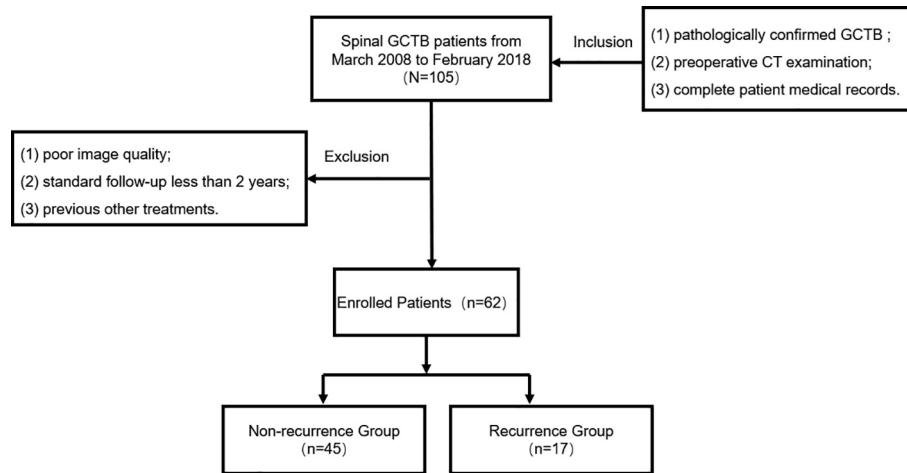 Spinal GCTB patients from
March 2008 to February 2018
(N=105)
Inclusion
(1) pathologically confirmed GCTB ;
(2) preoperative CT examination;
(3) complete patient medical records.
(1) poor image quality;
(2) standard follow-up less than 2 years;
(3) previous other treatments.
Exclusion
Enrolled Patients（n=62）
Non-recurrence Group
（n=45）
Recurrence Group
（n=17）